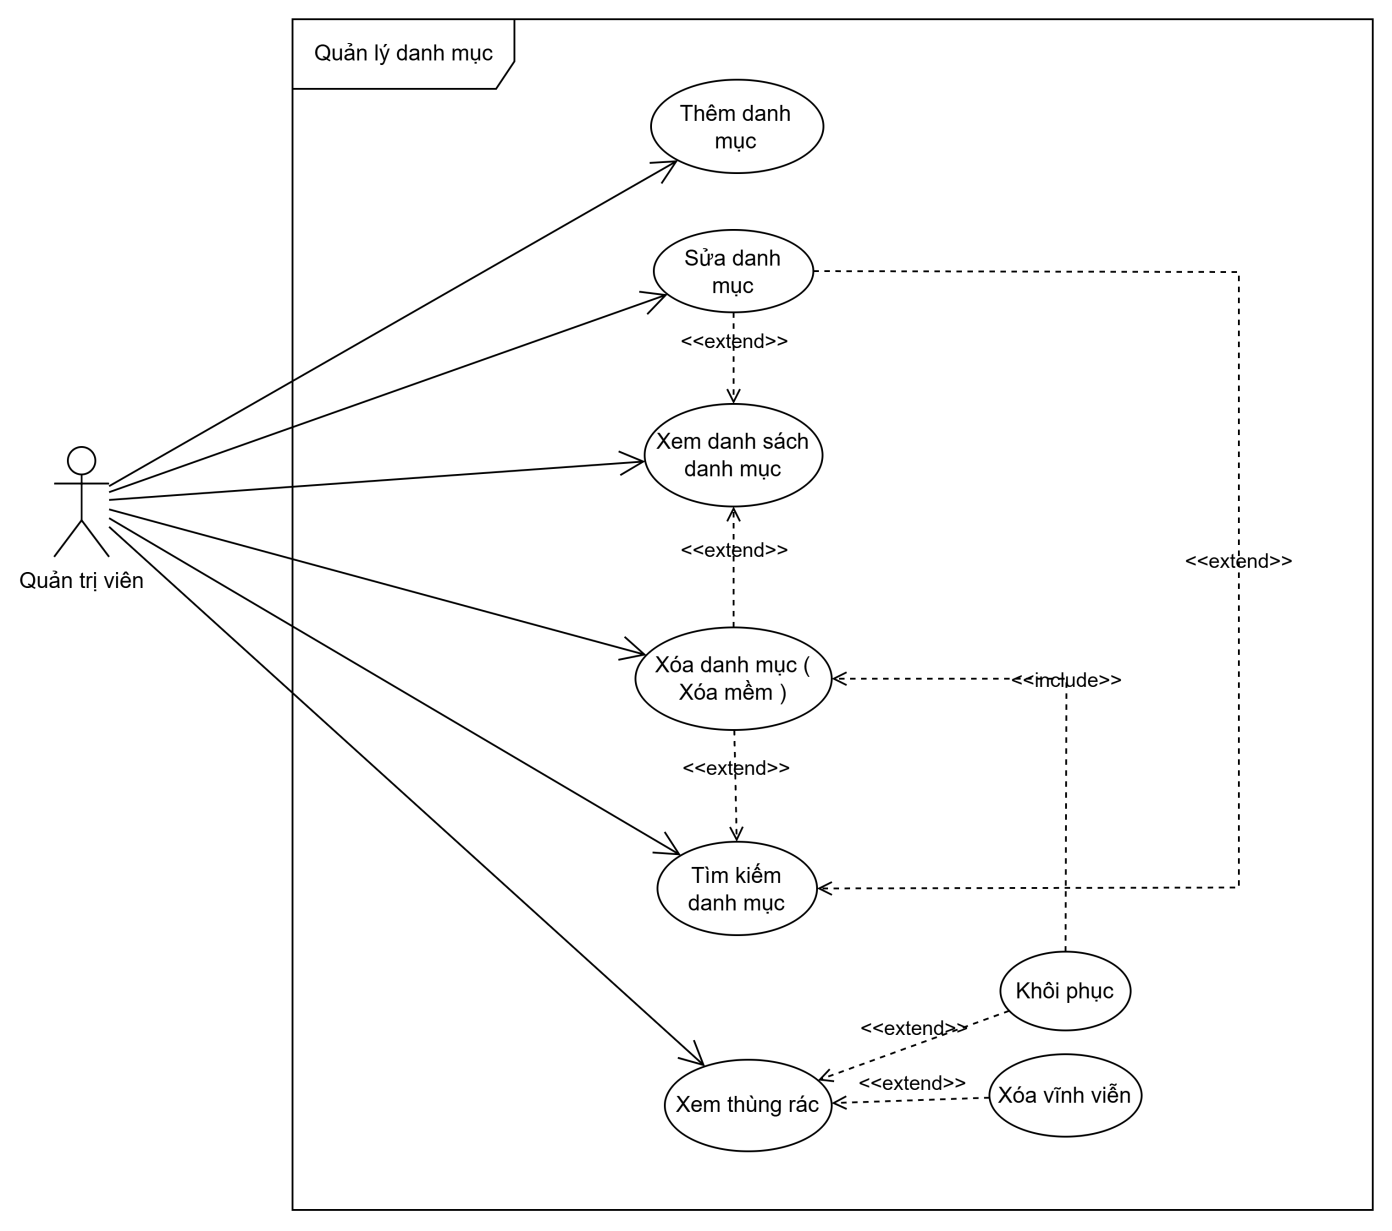 Quản lý danh mục
Thêm danh
mục
Sửa danh
mục
<<extend>>
Xem danh sách
danh mục
Quản trị viên
<<extend>>
<<extend>>
Xóa danh mục (
Xóa mềm )
<<include>>
<<extend>>
Tìm kiếm
danh mục
Khôi phục
<<extend>>
<<extend>>
Xóa vĩnh viễn
Xem thùng rác